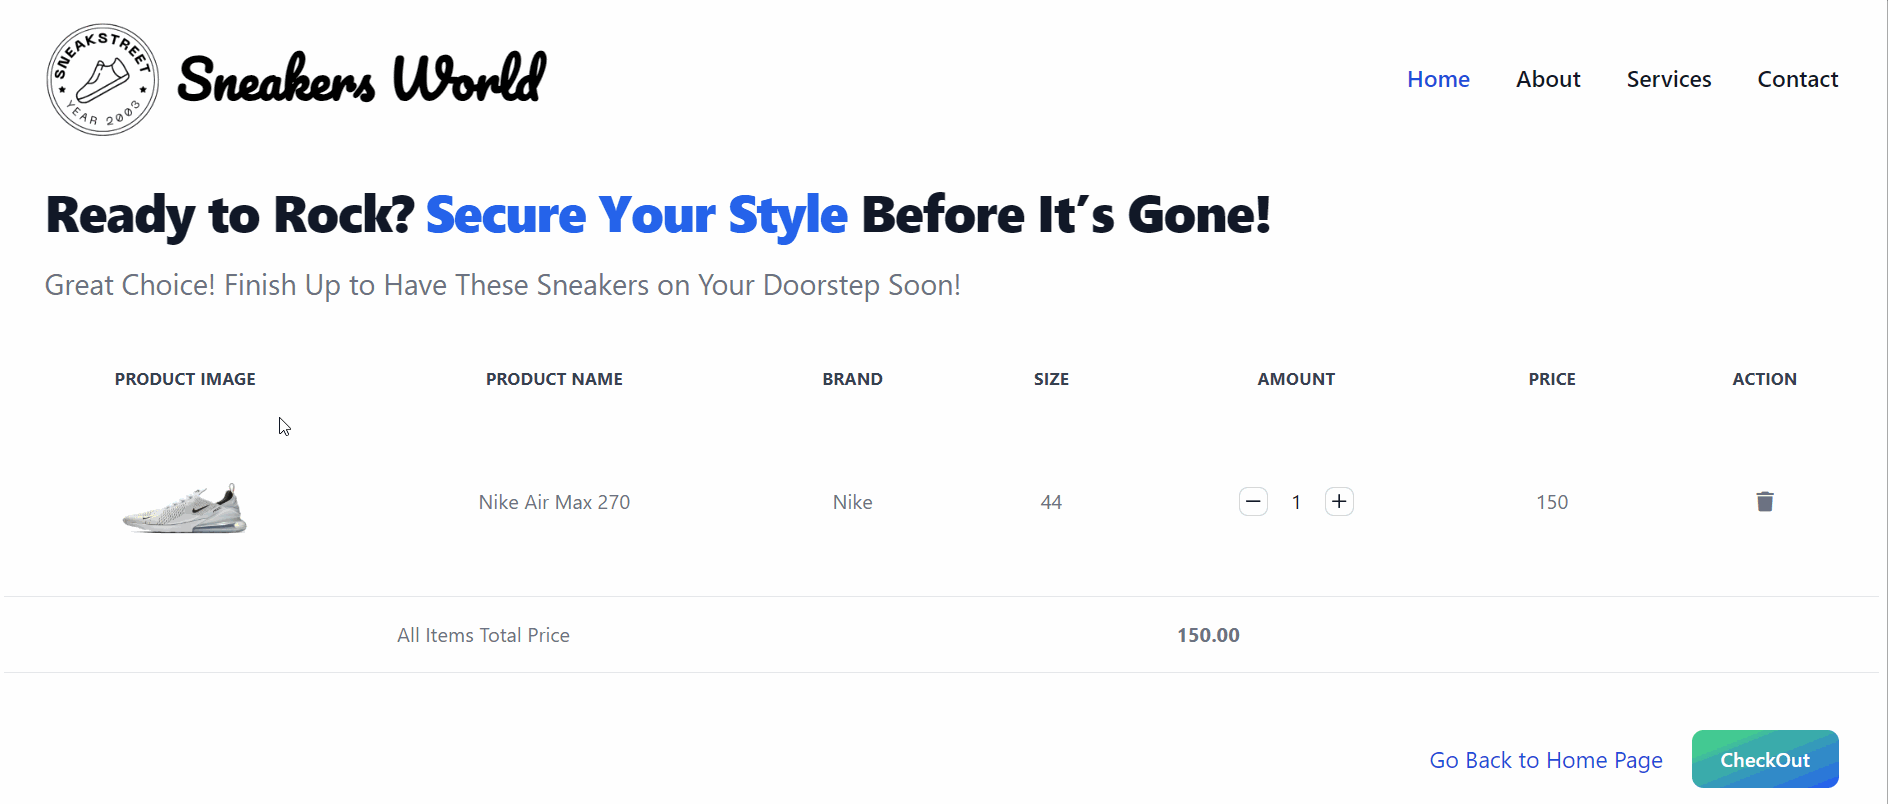 SNEAKSTREET
YEAR 2003
Sneakers World
Home About Services Contact
Ready to Rock? Secure Your Style Before It's Gone!
Great Choice! Finish Up to Have These Sneakers on Your Doorstep Soon!
PRODUCT IMAGE PRODUCT NAME BRAND SIZE AMOUNT PRICE ACTION
Nike Air Max 270 Nike 44 − 1 + 150
All Items Total Price 150.00
Go Back to Home Page CheckOut